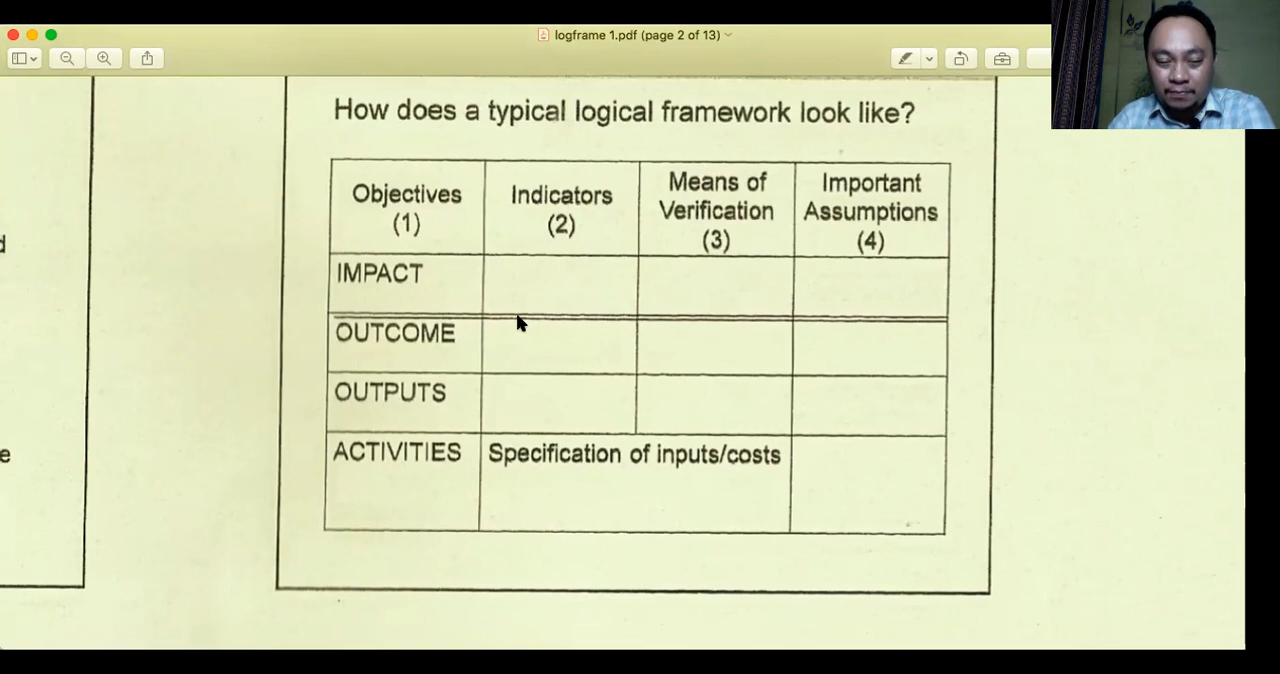 logframe 1.pdf (page 2 of 13)
How does a typical logical framework look like?
Objectives
(1)
Indicators
(2)
Means of
Verification
(3)
Important
Assumptions
(4)
IMPACT
OUTCOME
OUTPUTS
ACTIVITIES
Specification of inputs/costs
d
e